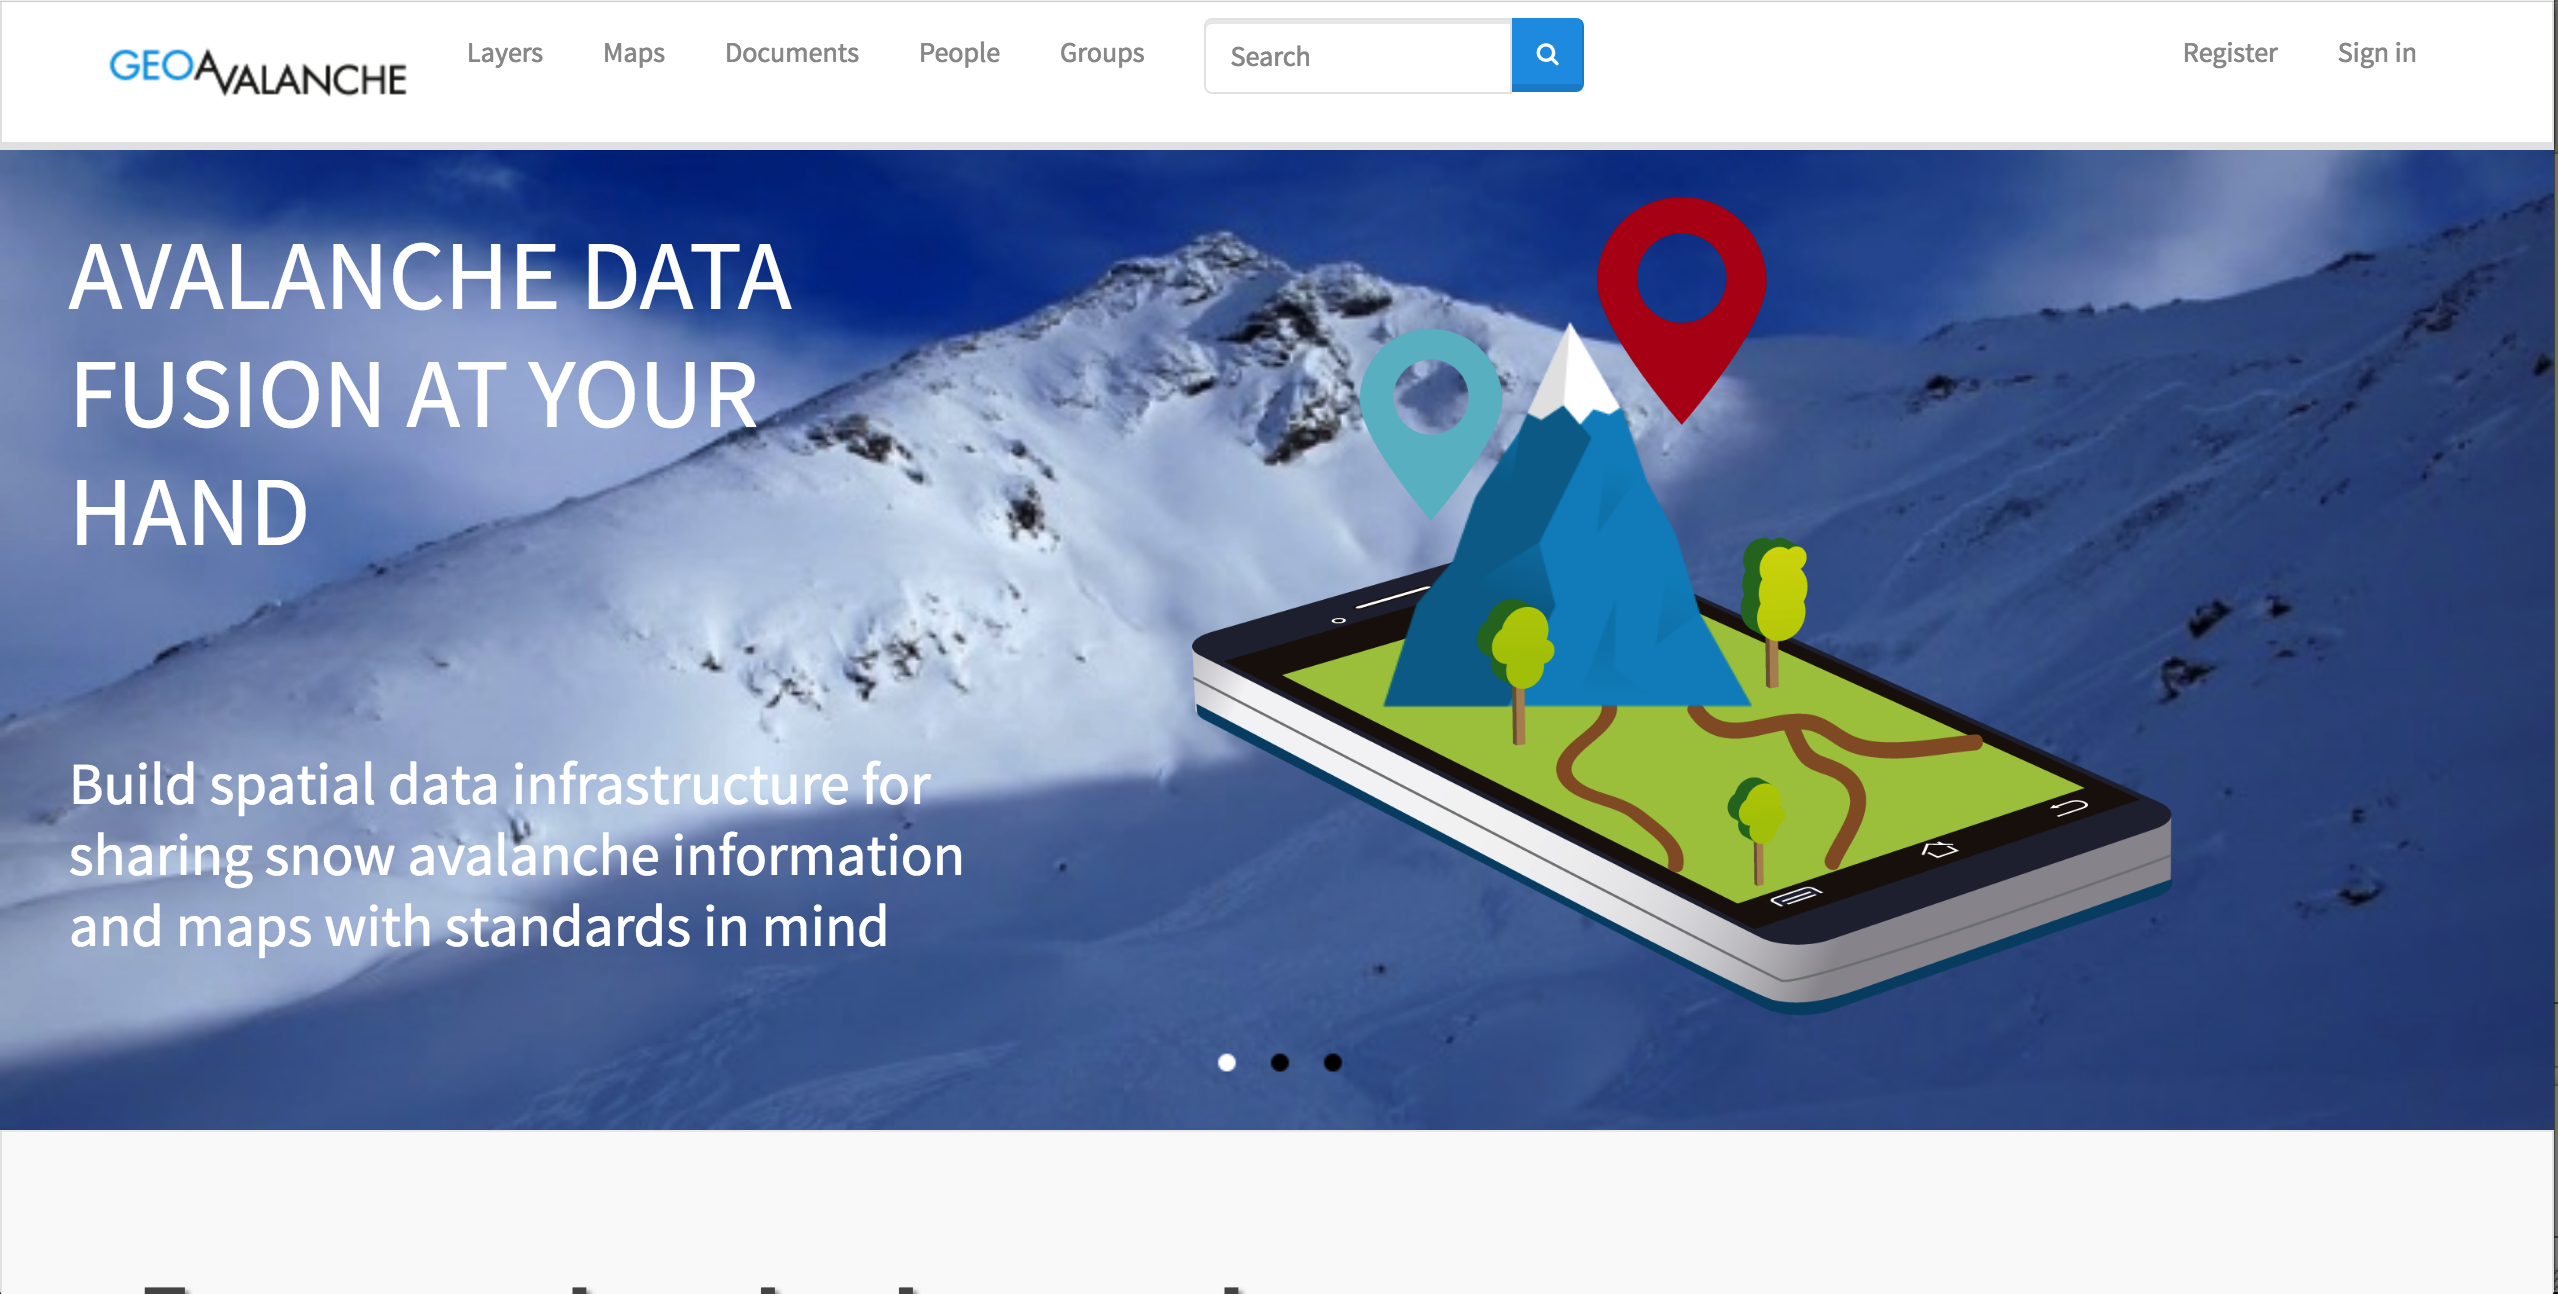 GEOAVALANCHE
Layers
Maps
Documents
People
Groups
Search
Register
Sign in
AVALANCHE DATA
FUSION AT YOUR
HAND
Build spatial data infrastructure for
sharing snow avalanche information
and maps with standards in mind